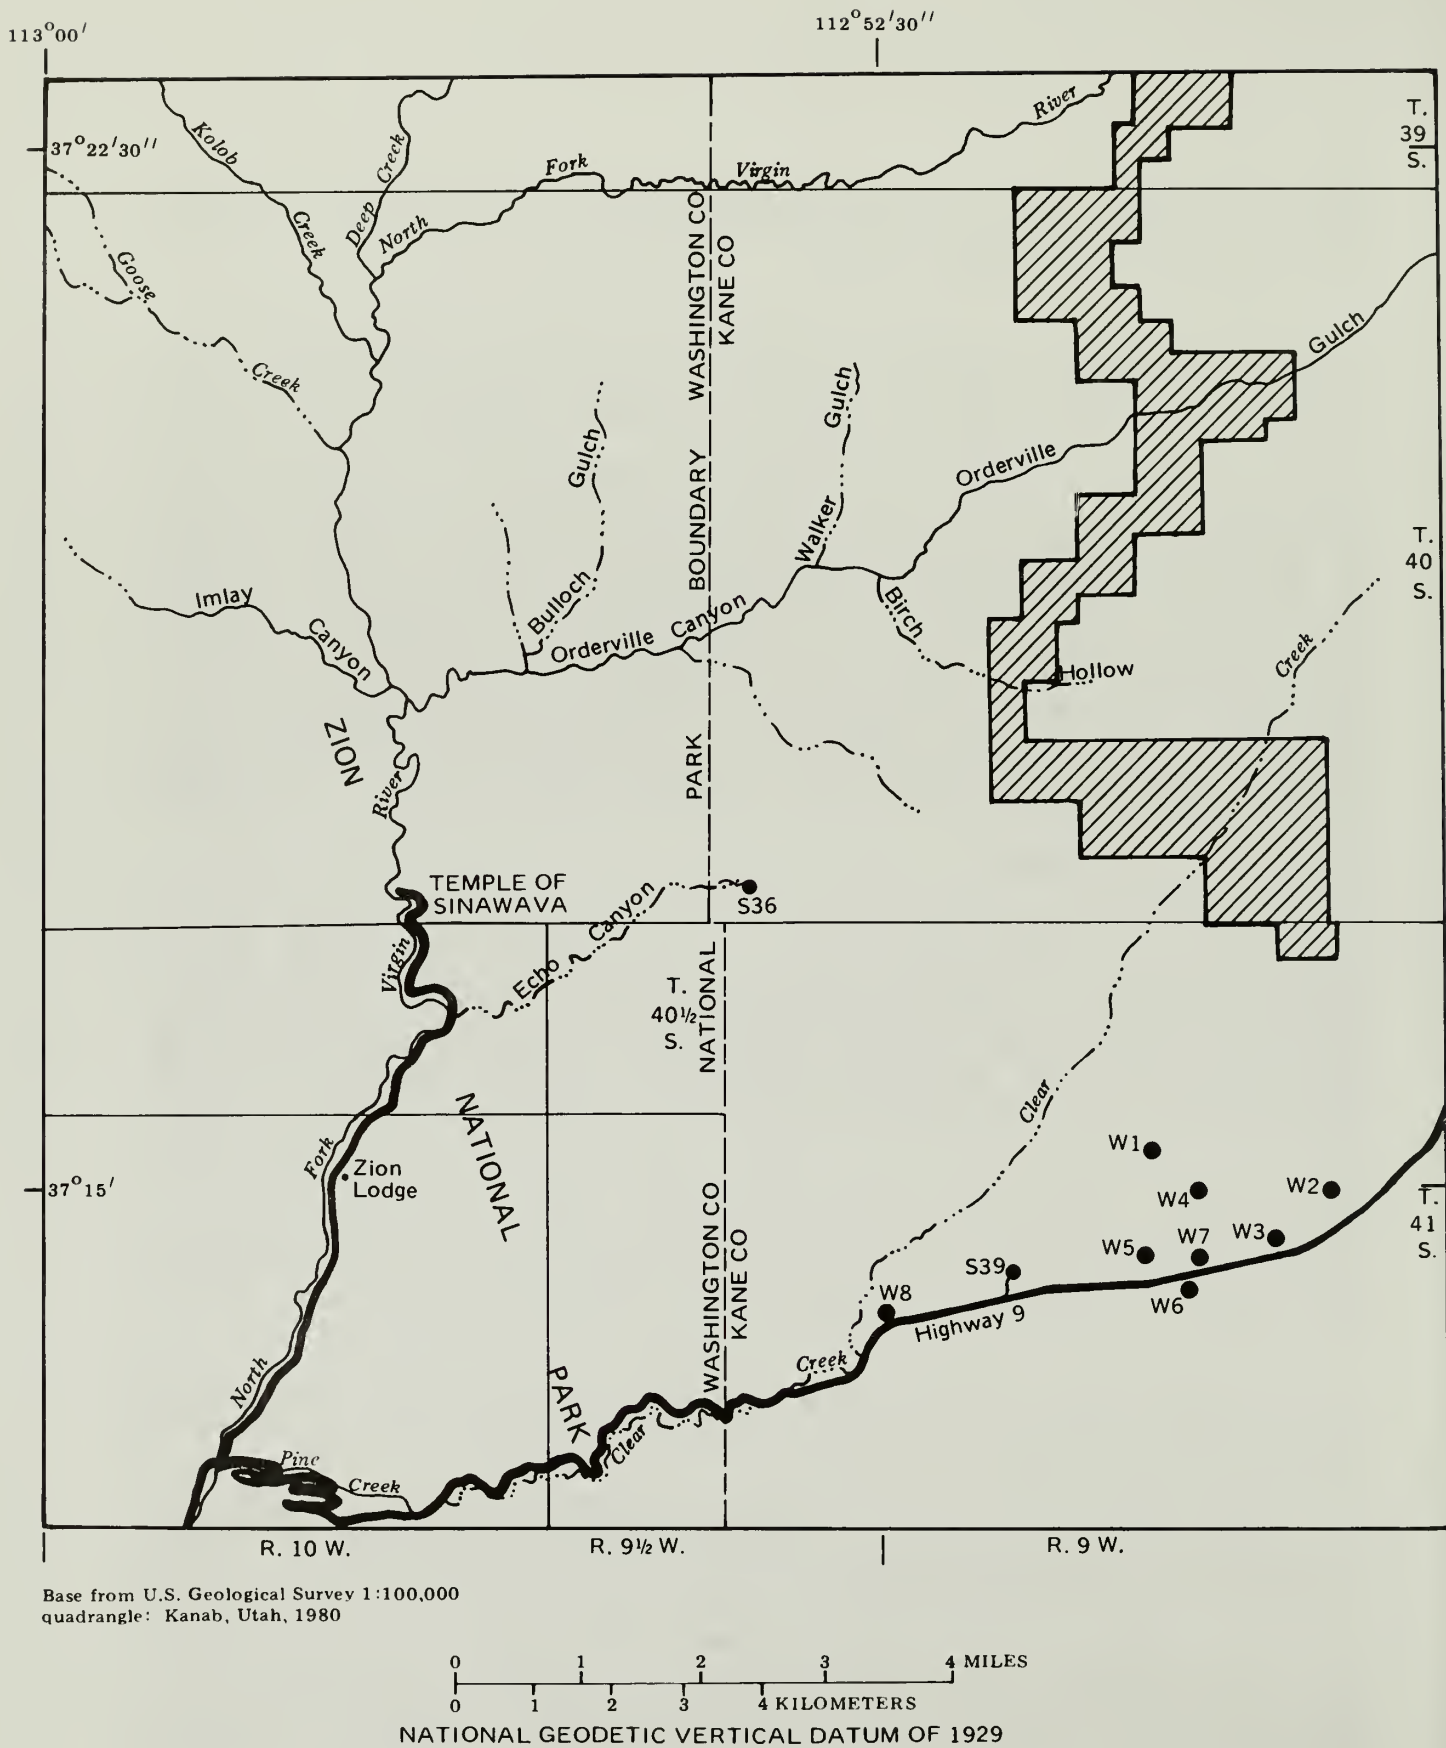 113°00′
112°52′30″
37°22′30″
T.
39
S.
Kolob
Creek
Deep Creek
North
Fork
Virgin
River
Goose
Creek
WASHINGTON CO
KANE CO
Gulch
Gulch
Bulloch
Gulch
Walker
Orderville
BOUNDARY
T.
40
S.
Imlay
Canyon
Orderville Canyon
Birch
Hollow
Creek
ZION
River
PARK
TEMPLE OF
SINAWAVA
Echo Canyon
S36
Virgin
T.
40½
S.
NATIONAL
Clear
NATIONAL
Fork
Zion
Lodge
37°15′
W1
W4
W2
T.
41
S.
W5
W7
W3
S39
W6
W8
Highway 9
WASHINGTON CO
KANE CO
North
PARK
Creek
Clear
Pine
Creek
R. 10 W.
R. 9½ W.
R. 9 W.
Base from U.S. Geological Survey 1:100,000
quadrangle: Kanab, Utah, 1980
0 1 2 3 4 MILES
0 1 2 3 4 KILOMETERS
NATIONAL GEODETIC VERTICAL DATUM OF 1929